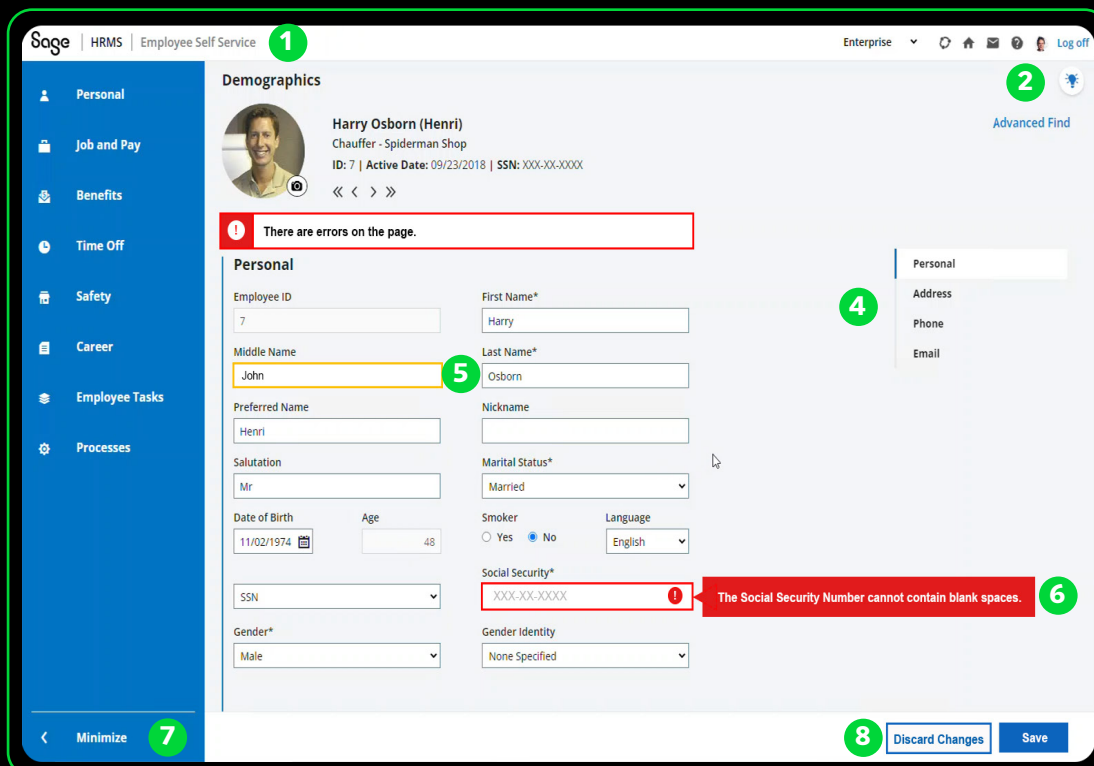 Sage | HRMS | Employee Self Service 1 Enterprise Log off
2
Demographics
Harry Osborn (Henri)
Chauffer - Spiderman Shop
ID: 7 | Active Date: 09/23/2018 | SSN: XXX-XX-XXXX
Advanced Find
Personal
Job and Pay
Benefits
Time Off
Safety
Career
Employee Tasks
Processes
! There are errors on the page.
Personal
Employee ID First Name*
7 Harry
Middle Name Last Name*
John 5 Osborn
Preferred Name Nickname
Henri
Salutation Marital Status*
Mr Married
Date of Birth Age Smoker Language
11/02/1974 48 Yes No English
Social Security*
SSN XXX-XX-XXXX ! The Social Security Number cannot contain blank spaces. 6
Gender* Gender Identity
Male None Specified
Personal
4 Address
Phone
Email
Minimize 7
8 Discard Changes Save